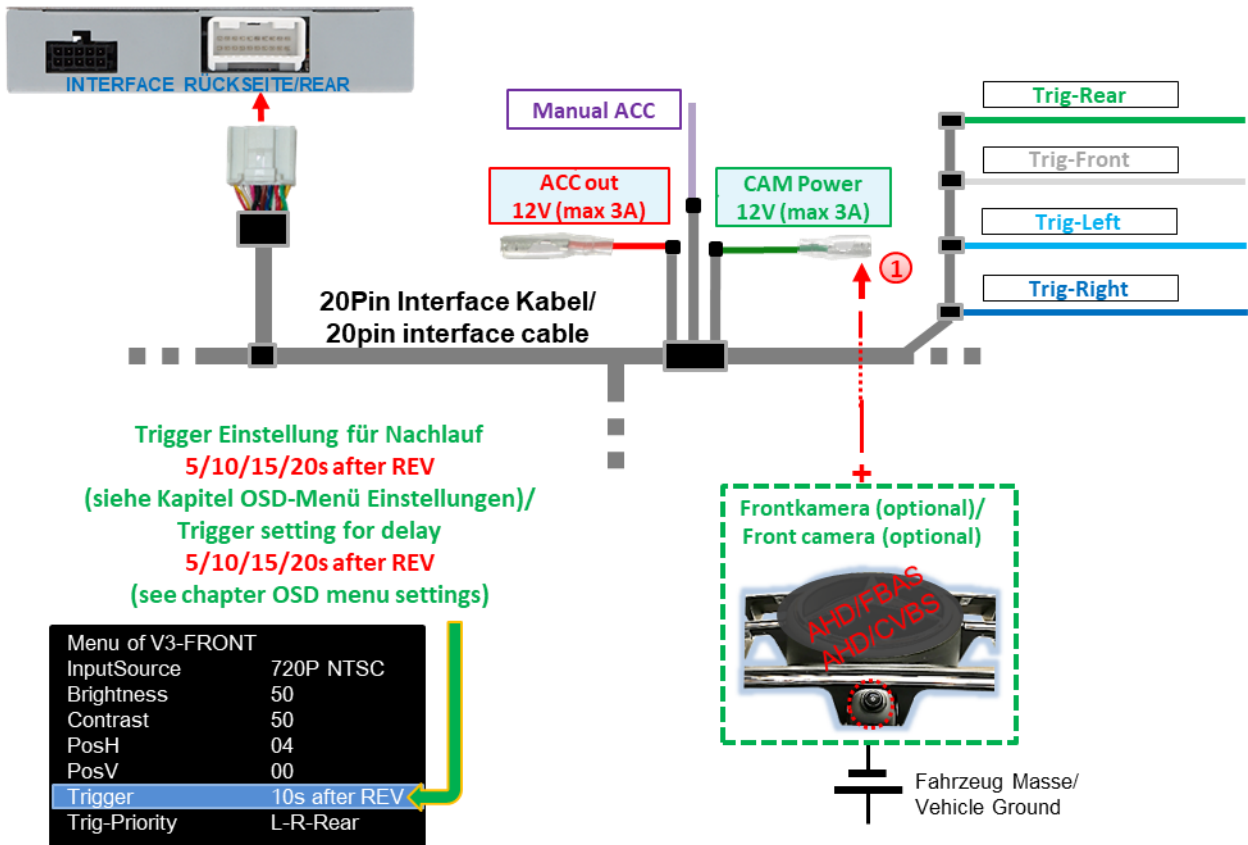 INTERFACE RÜCKSEITE/REAR
Manual ACC
ACC out
12V (max 3A)
CAM Power
12V (max 3A)
Trig-Rear
Trig-Front
Trig-Left
Trig-Right
1
20Pin Interface Kabel/
20pin interface cable
Trigger Einstellung für Nachlauf
5/10/15/20s after REV
(siehe Kapitel OSD-Menü Einstellungen)/
Trigger setting for delay
5/10/15/20s after REV
(see chapter OSD menu settings)
Menu of V3-FRONT
InputSource 720P NTSC
Brightness 50
Contrast 50
PosH 04
PosV 00
Trigger 10s after REV
Trig-Priority L-R-Rear
+
Frontkamera (optional)/
Front camera (optional)
AHD/FBAS
AHD/CVBS
Fahrzeug Masse/
Vehicle Ground